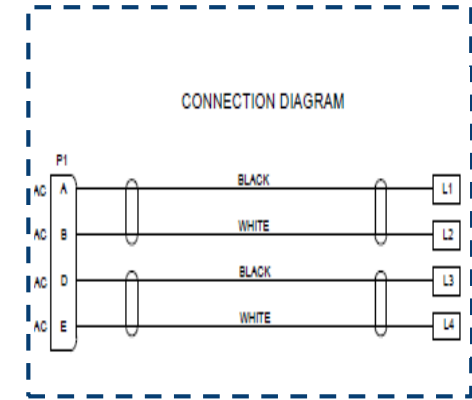 CONNECTION DIAGRAM
P1
AC A BLACK L1
AC B WHITE L2
AC D BLACK L3
AC E WHITE L4